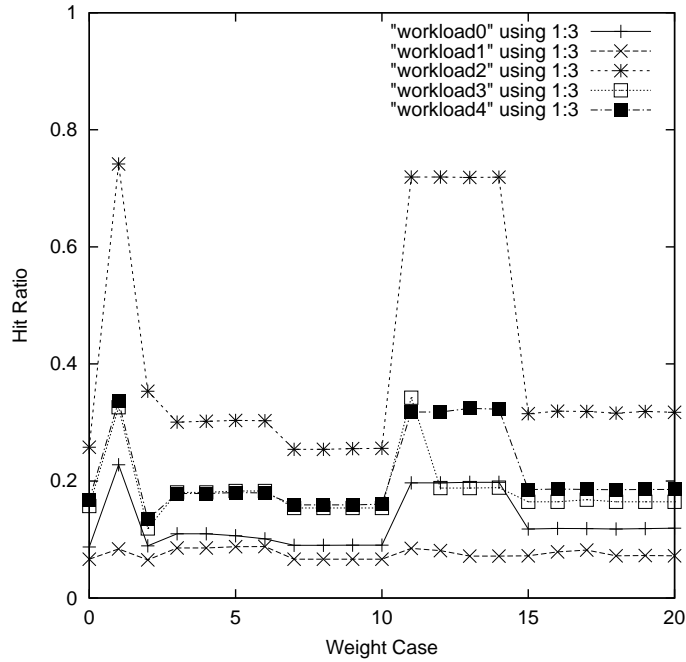 1
"workload0" using 1:3
"workload1" using 1:3
"workload2" using 1:3
"workload3" using 1:3
"workload4" using 1:3
0.8
0.6
Hit Ratio
0.4
0.2
0
0 5 10 15 20
Weight Case